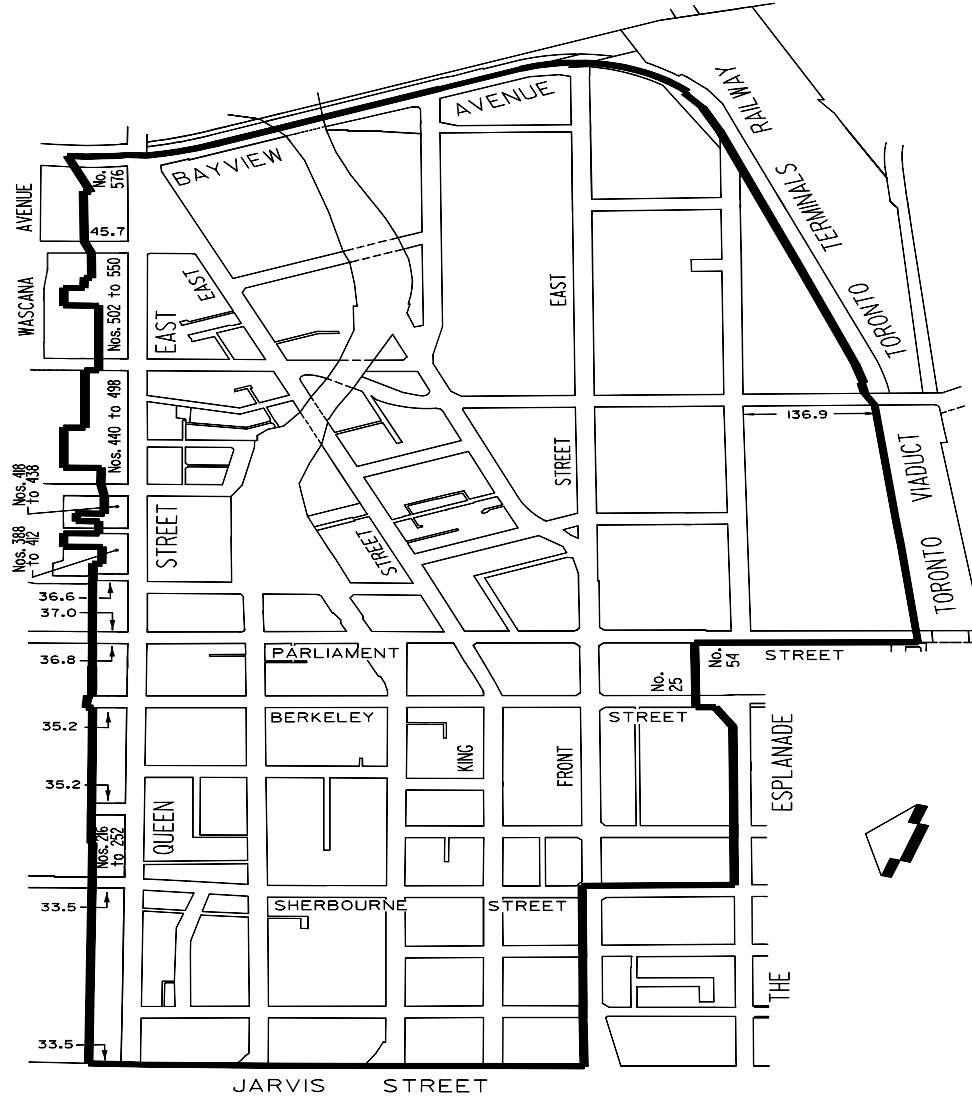 RAILWAY
TERMINALS
TORONTO
AVENUE
BAYVIEW
No.
576
AVENUE
45.7
WASCANA
Nos. 502 to 550
EAST
EAST
EAST
Nos. 440 to 498
136.9
Nos. 418
to 438
STREET
STREET
STREET
VIADUCT
TORONTO
Nos. 388
to 412
36.6
37.0
36.8
PARLIAMENT
STREET
No.
54
No.
25
BERKELEY
STREET
35.2
KING
FRONT
ESPLANADE
35.2
QUEEN
Nos. 216
to 252
33.5
SHERBOURNE
STREET
THE
33.5
JARVIS STREET